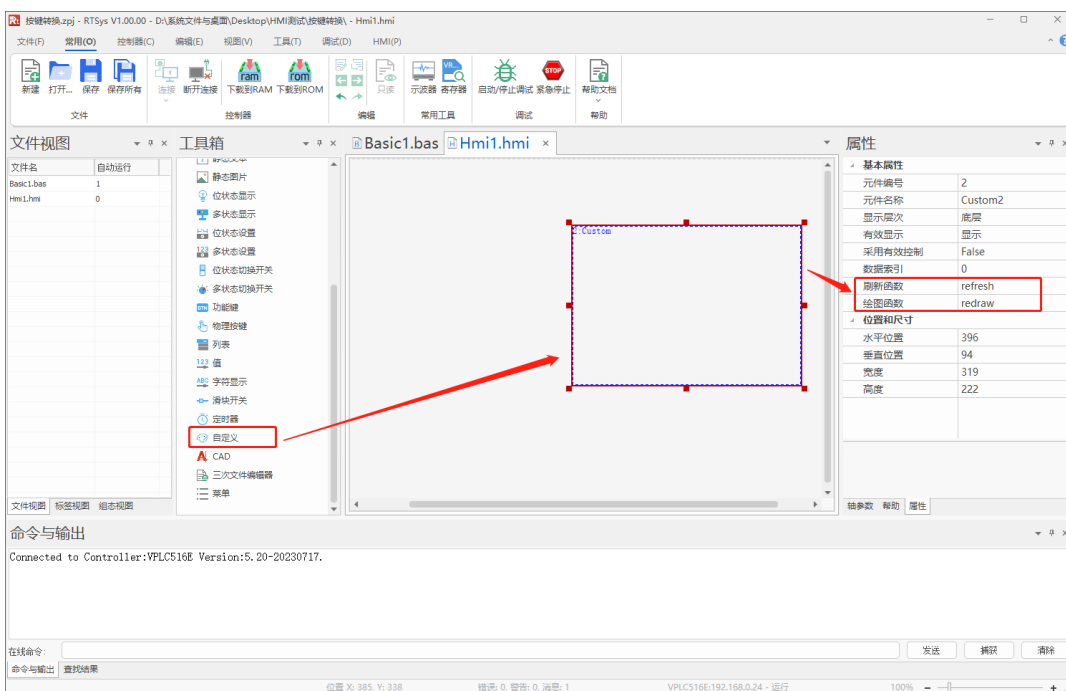 按键转换.zpj - RTSys V1.00.00 - D:\系统文件与桌面\Desktop\HMI测试\按键转换\ - Hmi1.hmi
文件(F) 常用(O) 控制器(C) 编辑(E) 视图(V) 工具(T) 调试(D) HMI(P)
ram rom VR... STOP
新建 打开... 保存 保存所有 连接 断开连接 下载到RAM 下载到ROM 只读 示波器 寄存器 启动/停止调试 紧急停止 帮助文档
文件 控制器 编辑 常用工具 调试 帮助
文件视图
文件名 自动运行
Basic1.bas 1
Hmi1.hmi 0
文件视图 标签视图 组态视图
工具箱
静态文本
静态图片
位状态显示
多状态显示
位状态设置
多状态设置
位状态切换开关
多状态切换开关
功能键
物理按键
列表
值
字符显示
滑块开关
定时器
自定义
CAD
三次文件编辑器
菜单
Basic1.bas Hmi1.hmi ×
2:Custom
属性
基本属性
元件编号 2
元件名称 Custom2
显示层次 底层
有效显示 显示
采用有效控制 False
数据索引 0
刷新函数 refresh
绘图函数 redraw
位置和尺寸
水平位置 396
垂直位置 94
宽度 319
高度 222
轴参数 帮助 属性
命令与输出
Connected to Controller:VPLC516E Version:5.20-20230717.
在线命令: 发送 捕获 清除
命令与输出 查找结果
位置 X: 385, Y: 338 错误: 0, 警告: 0, 消息: 1 VPLC516E:192.168.0.24 - 运行 100%